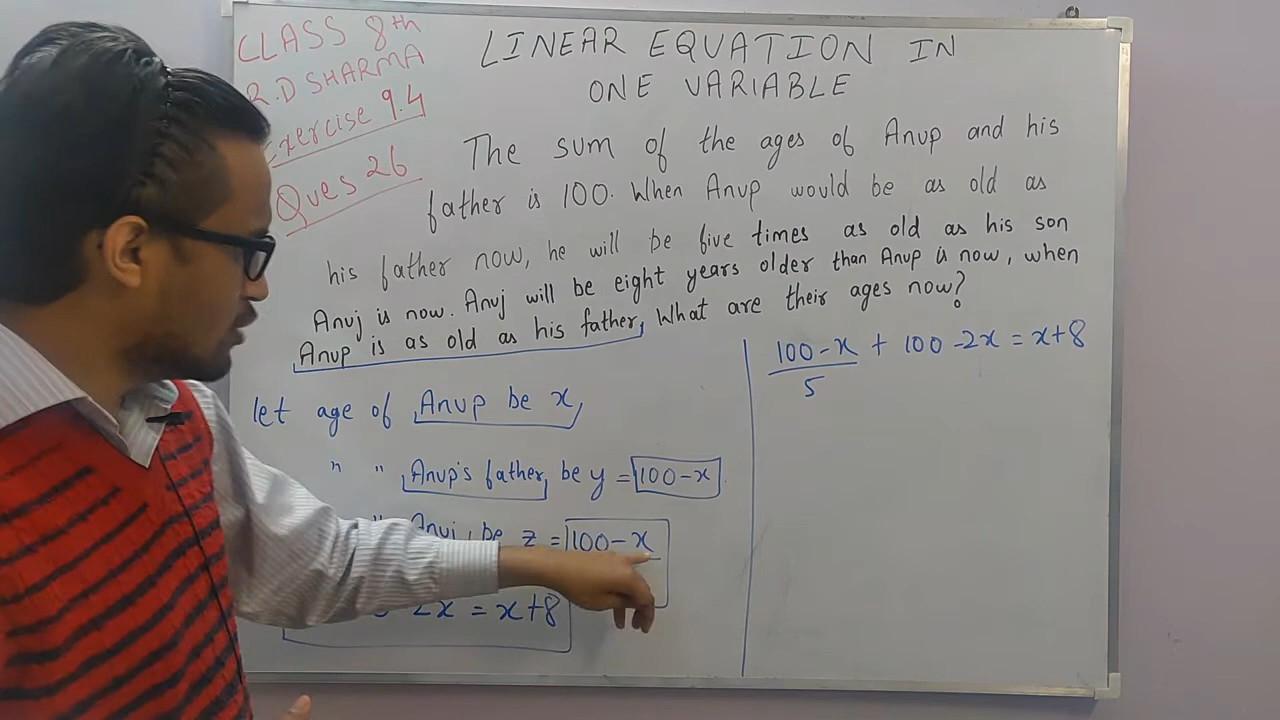 CLASS 8th
R.D SHARMA
Exercise 9.4
Ques 26
LINEAR EQUATION IN
ONE VARIABLE
The sum of the ages of Anup and his
father is 100. When Anup would be as old as
his father now, he will be five times as old as his son
Anuj is now. Anuj will be eight years older than Anup is now, when
Anup is as old as his father, What are their ages now?
let age of Anup be x,
" " Anup's father, be y = 100-x
" Anuj, be z = 100-x
2x = x+8
100-x/5 + 100-2x = x+8